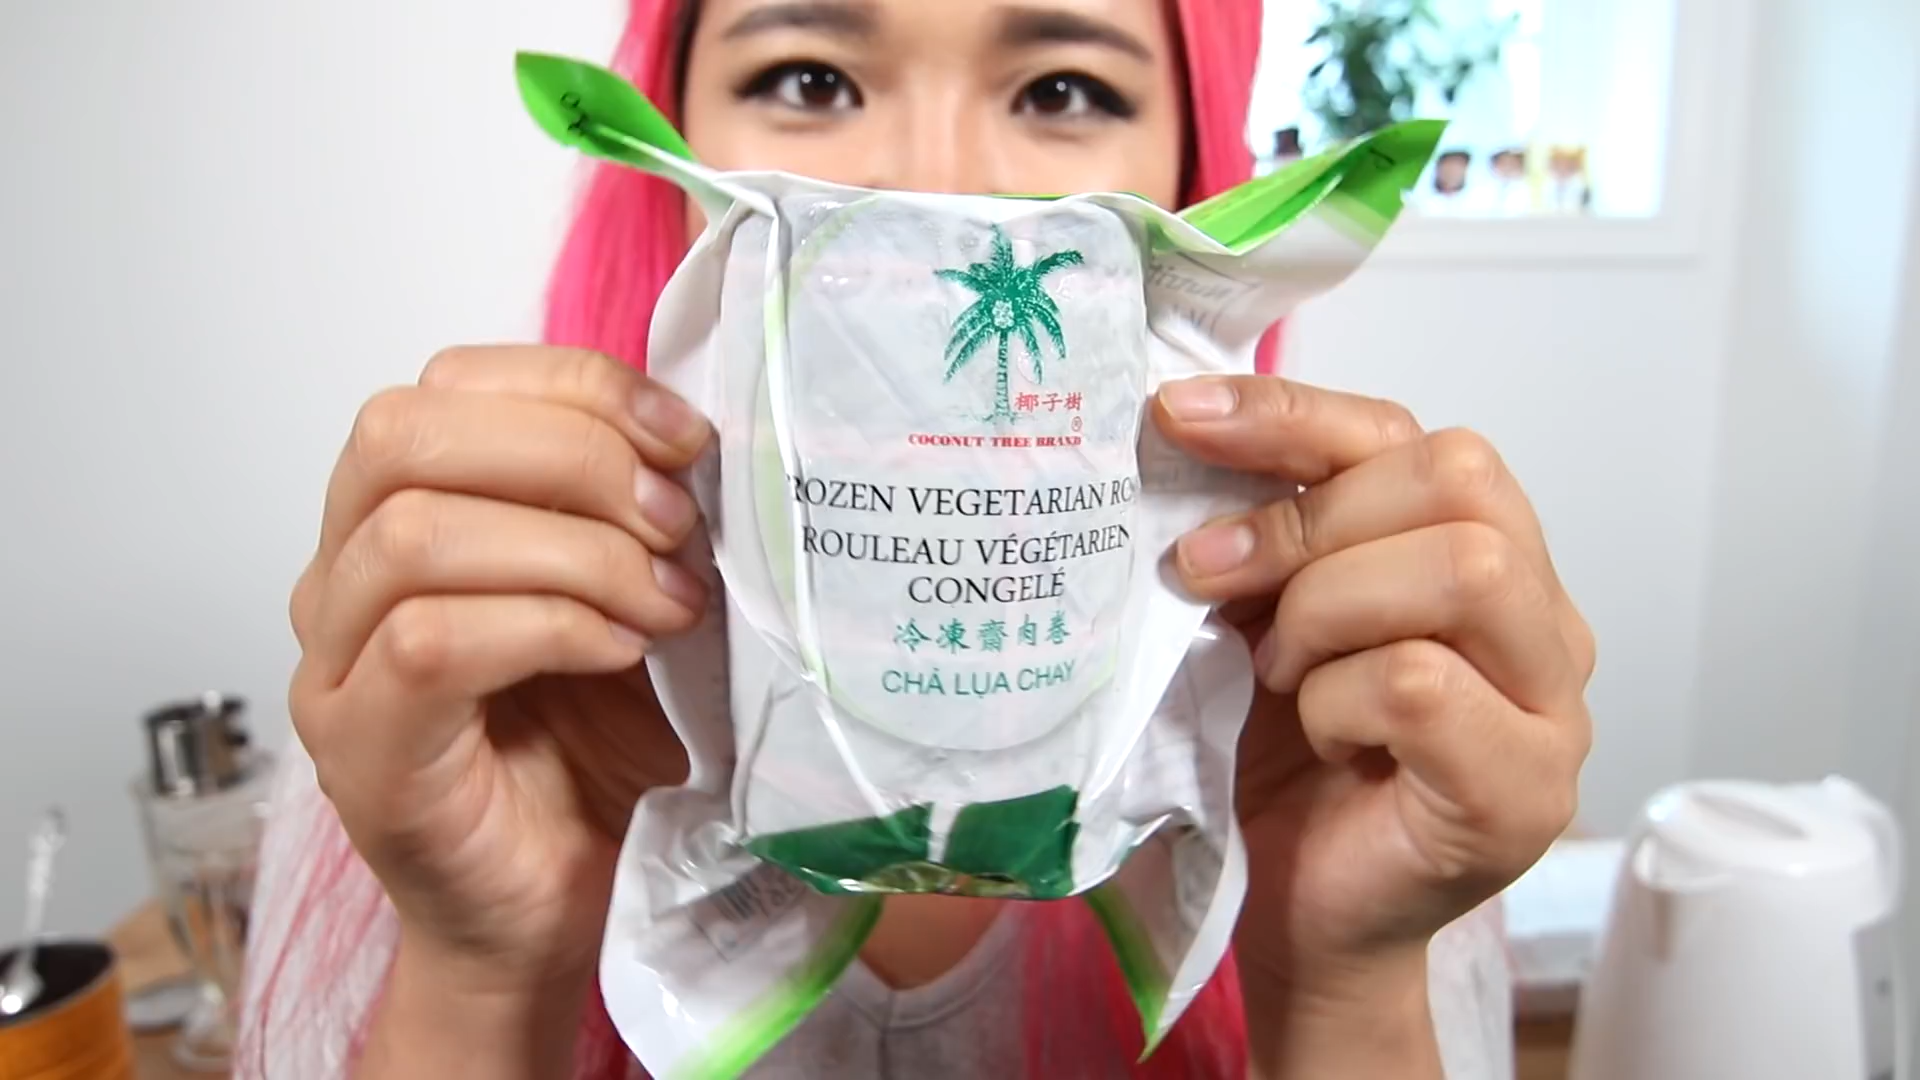 椰子樹
®
COCONUT TREE BRAND
ROZEN VEGETARIAN RO
ROULEAU VÉGÉTARIEN
CONGELÉ
冷凍齋肉卷
CHẢ LỤA CHAY